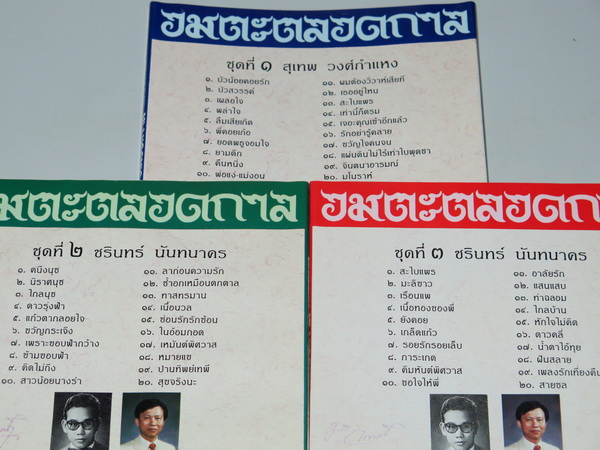 อมตะตลอดกาล
ชุดที่ ๑ สุเทพ วงศ์กำแหง
๑. บัวน้อยคอยรัก
๒. บัวสวรรค์
๓. เผลอใจ
๔. พล่าใจ
๕. ลืมเสียเถิด
๖. พี่คอยเก้อ
๗. ยอดพธูจอมใจ
๘. ยามดึก
๙. คืนหนึ่ง
๑๐. พ่อแง่-แม่งอน
๑๑. ผมต้องวิวาห์เสียที
๑๒. เธออยู่ไหน
๑๓. สะไบแพร
๑๔. เท่านี้ก็ตรม
๑๕. เจอะคุณเข้าอีกแล้ว
๑๖. รักอย่ารู้คลาย
๑๗. ขวัญใจคนจน
๑๘. แผ่นดินไม่ไร้เท่าใบพุดซา
๑๙. จินตนาอารมณ์
๒๐. มโนราห์
มตะตลอดกาล
ชุดที่ ๒ ชรินทร์ นันทนาคร
๑. คนึงนุช
๒. นิราศนุช
๓. ไกลนุช
๔. ดาวรุ่งฟ้า
๕. แก้วตากลอยใจ
๖. ขวัญกระเจิง
๗. เพราะขอบฟ้ากว้าง
๘. ข้ามขอบฟ้า
๙. คิดไม่ถึง
๑๐. สาวน้อยนางรำ
๑๑. ลาก่อนความรัก
๑๒. ช้ำอกเหมือนตกตาล
๑๓. ทาสทรมาน
๑๔. เนื้อนวล
๑๕. ซ่อนรักซักซ้อน
๑๖. ในอ้อมกอด
๑๗. เหมันต์พิศวาส
๑๘. หมายแข
๑๙. ปานทิพย์เทพี
๒๐. สุขจริงนะ
อมตะตลอดก
ชุดที่ ๓ ชรินทร์ นันทนาคร
๑. สะไบแพร
๒. มะลิขาว
๓. เรือนแพ
๔. เนื้อทองของพี่
๕. ยังคอย
๖. เกล็ดแก้ว
๗. รอยรักรอยเล็บ
๘. การะเกด
๙. คิมหันต์พิศวาส
๑๐. ขอใจให้พี่
๑๑. อาลัยรัก
๑๒. แสนแสบ
๑๓. ท่าฉลอม
๑๔. ไกลบ้าน
๑๕. หักใจไม่คิด
๑๖. ดาวคลี่
๑๗. น้ำตาไอ้ทุย
๑๘. ฝันสลาย
๑๙. เพลงรักเที่ยงคืน
๒๐. สายชล